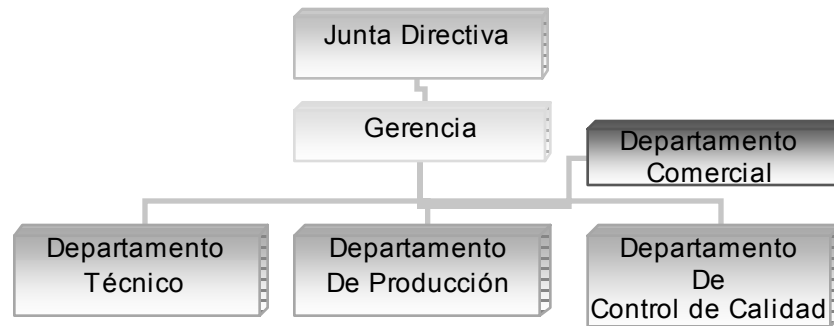 Junta Directiva
Gerencia
Departamento
Comercial
Departamento
Técnico
Departamento
De Producción
Departamento
De
Control de Calidad